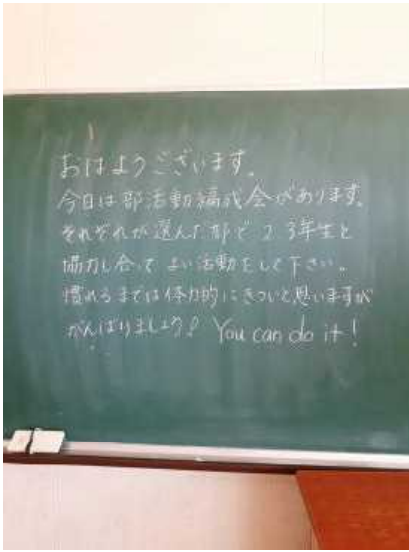 おはようございます。
今日は部活動編成会があります。
それぞれが選んだ部で2 3年生と
協力し合って よい活動をして下さい。
慣れるまでは体力的にきついと思いますが
がんばりましょう! You can do it!